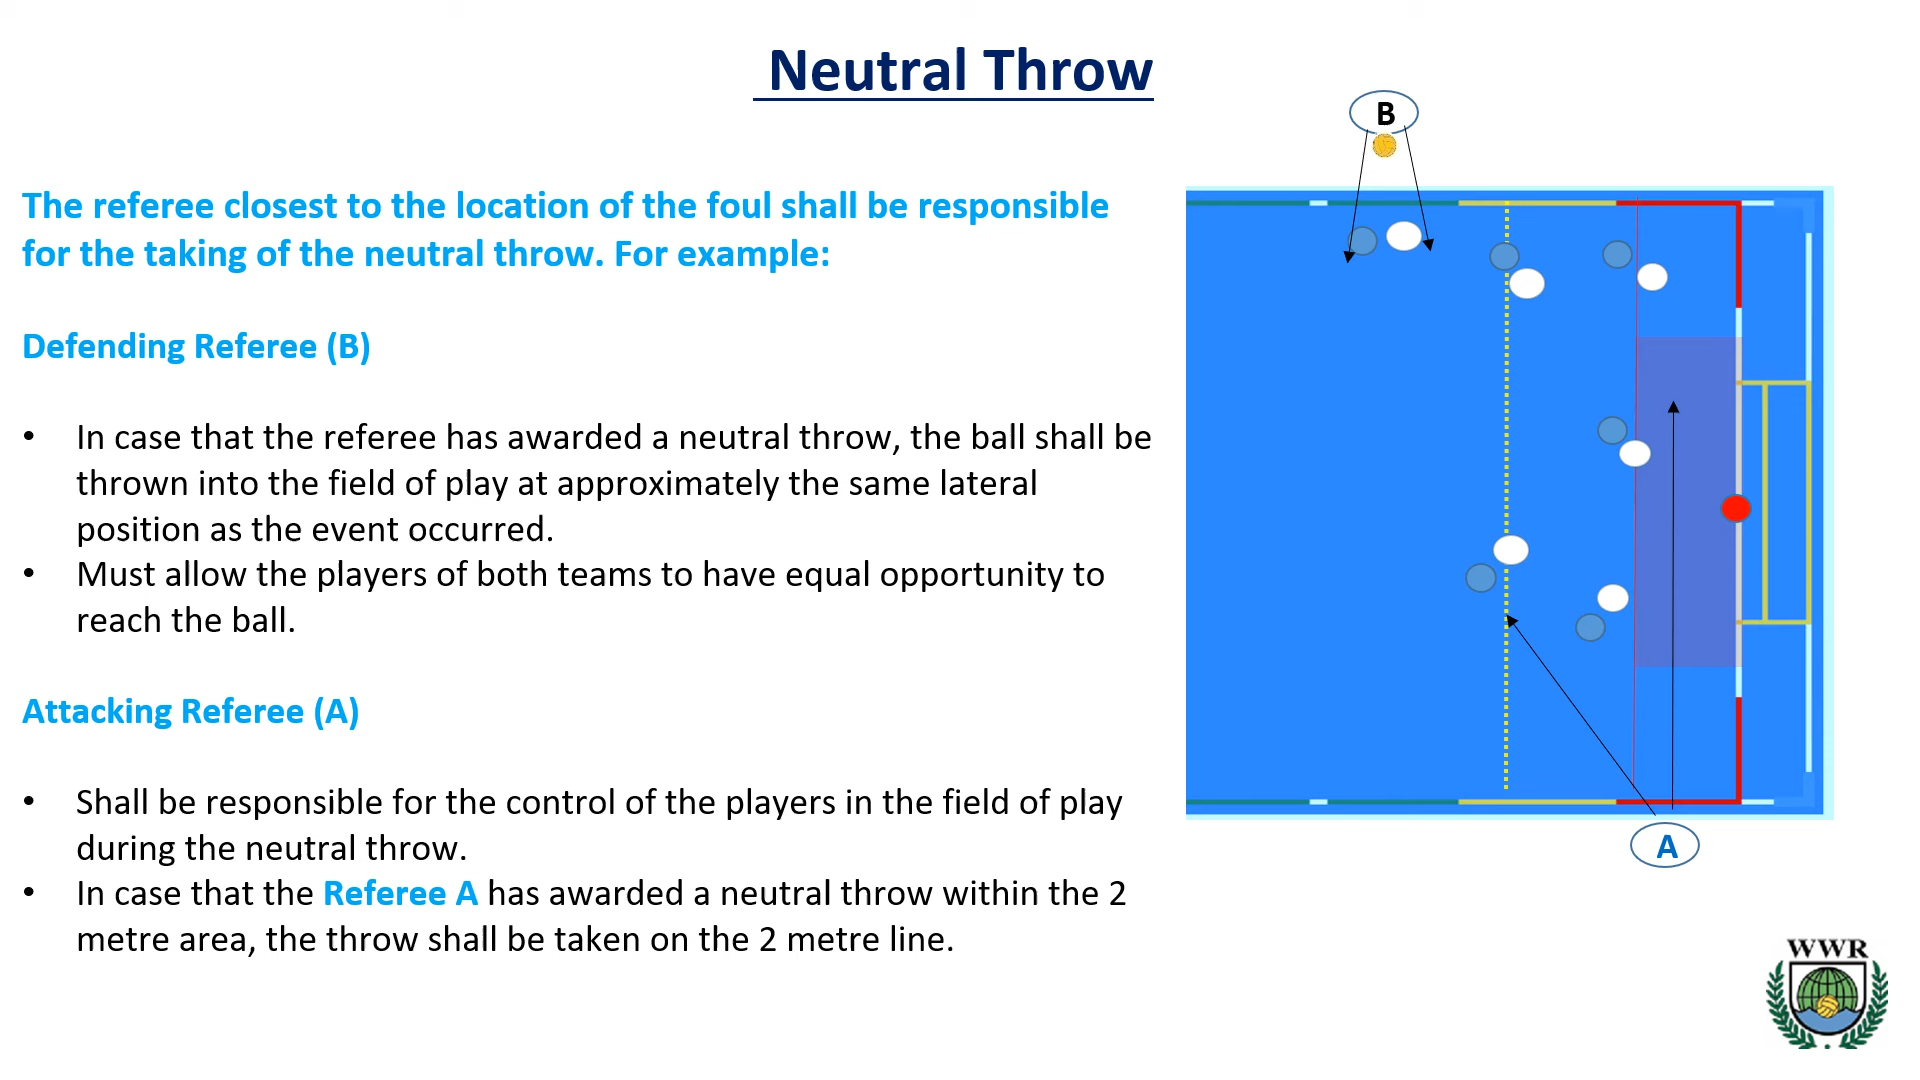 Neutral Throw
The referee closest to the location of the foul shall be responsible
for the taking of the neutral throw. For example:
Defending Referee (B)
• In case that the referee has awarded a neutral throw, the ball shall be
thrown into the field of play at approximately the same lateral
position as the event occurred.
• Must allow the players of both teams to have equal opportunity to
reach the ball.
Attacking Referee (A)
• Shall be responsible for the control of the players in the field of play
during the neutral throw.
• In case that the Referee A has awarded a neutral throw within the 2
metre area, the throw shall be taken on the 2 metre line.
B
A
WWR